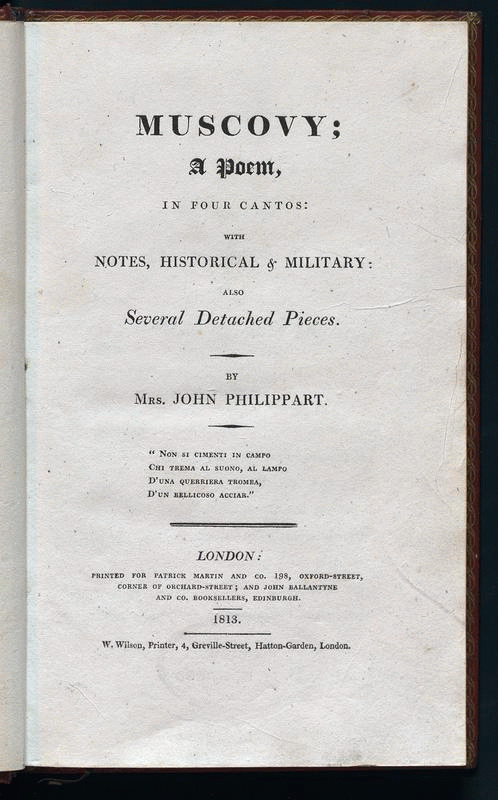 MUSCOVY;
A Poem,
IN FOUR CANTOS:
WITH
NOTES, HISTORICAL & MILITARY:
ALSO
Several Detached Pieces.
BY
MRS. JOHN PHILIPPART.
“ NON SI CIMENTI IN CAMPO
CHI TREMA AL SUONO, AL LAMPO
D'UNA QUERRIERA TROMBA,
D'UN BELLICOSO ACCIAR.”
LONDON:
PRINTED FOR PATRICK MARTIN AND CO. 198, OXFORD-STREET,
CORNER OF ORCHARD-STREET; AND JOHN BALLANTYNE
AND CO. BOOKSELLERS, EDINBURGH.
1813.
W. Wilson, Printer, 4, Greville-Street, Hatton-Garden, London.